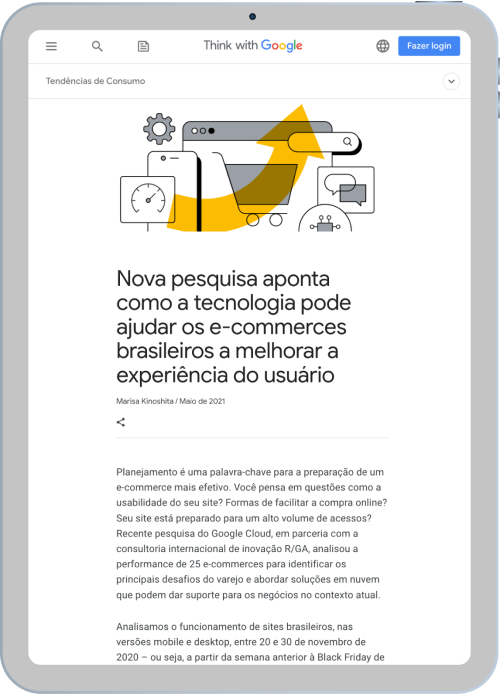 Think with Google
Fazer login
Tendências de Consumo
Nova pesquisa aponta
como a tecnologia pode
ajudar os e-commerces
brasileiros a melhorar a
experiência do usuário
Marisa Kinoshita / Maio de 2021
Planejamento é uma palavra-chave para a preparação de um
e-commerce mais efetivo. Você pensa em questões como a
usabilidade do seu site? Formas de facilitar a compra online?
Seu site está preparado para um alto volume de acessos?
Recente pesquisa do Google Cloud, em parceria com a
consultoria internacional de inovação R/GA, analisou a
performance de 25 e-commerces para identificar os
principais desafios do varejo e abordar soluções em nuvem
que podem dar suporte para os negócios no contexto atual.
Analisamos o funcionamento de sites brasileiros, nas
versões mobile e desktop, entre 20 e 30 de novembro de
2020 – ou seja, a partir da semana anterior à Black Friday de